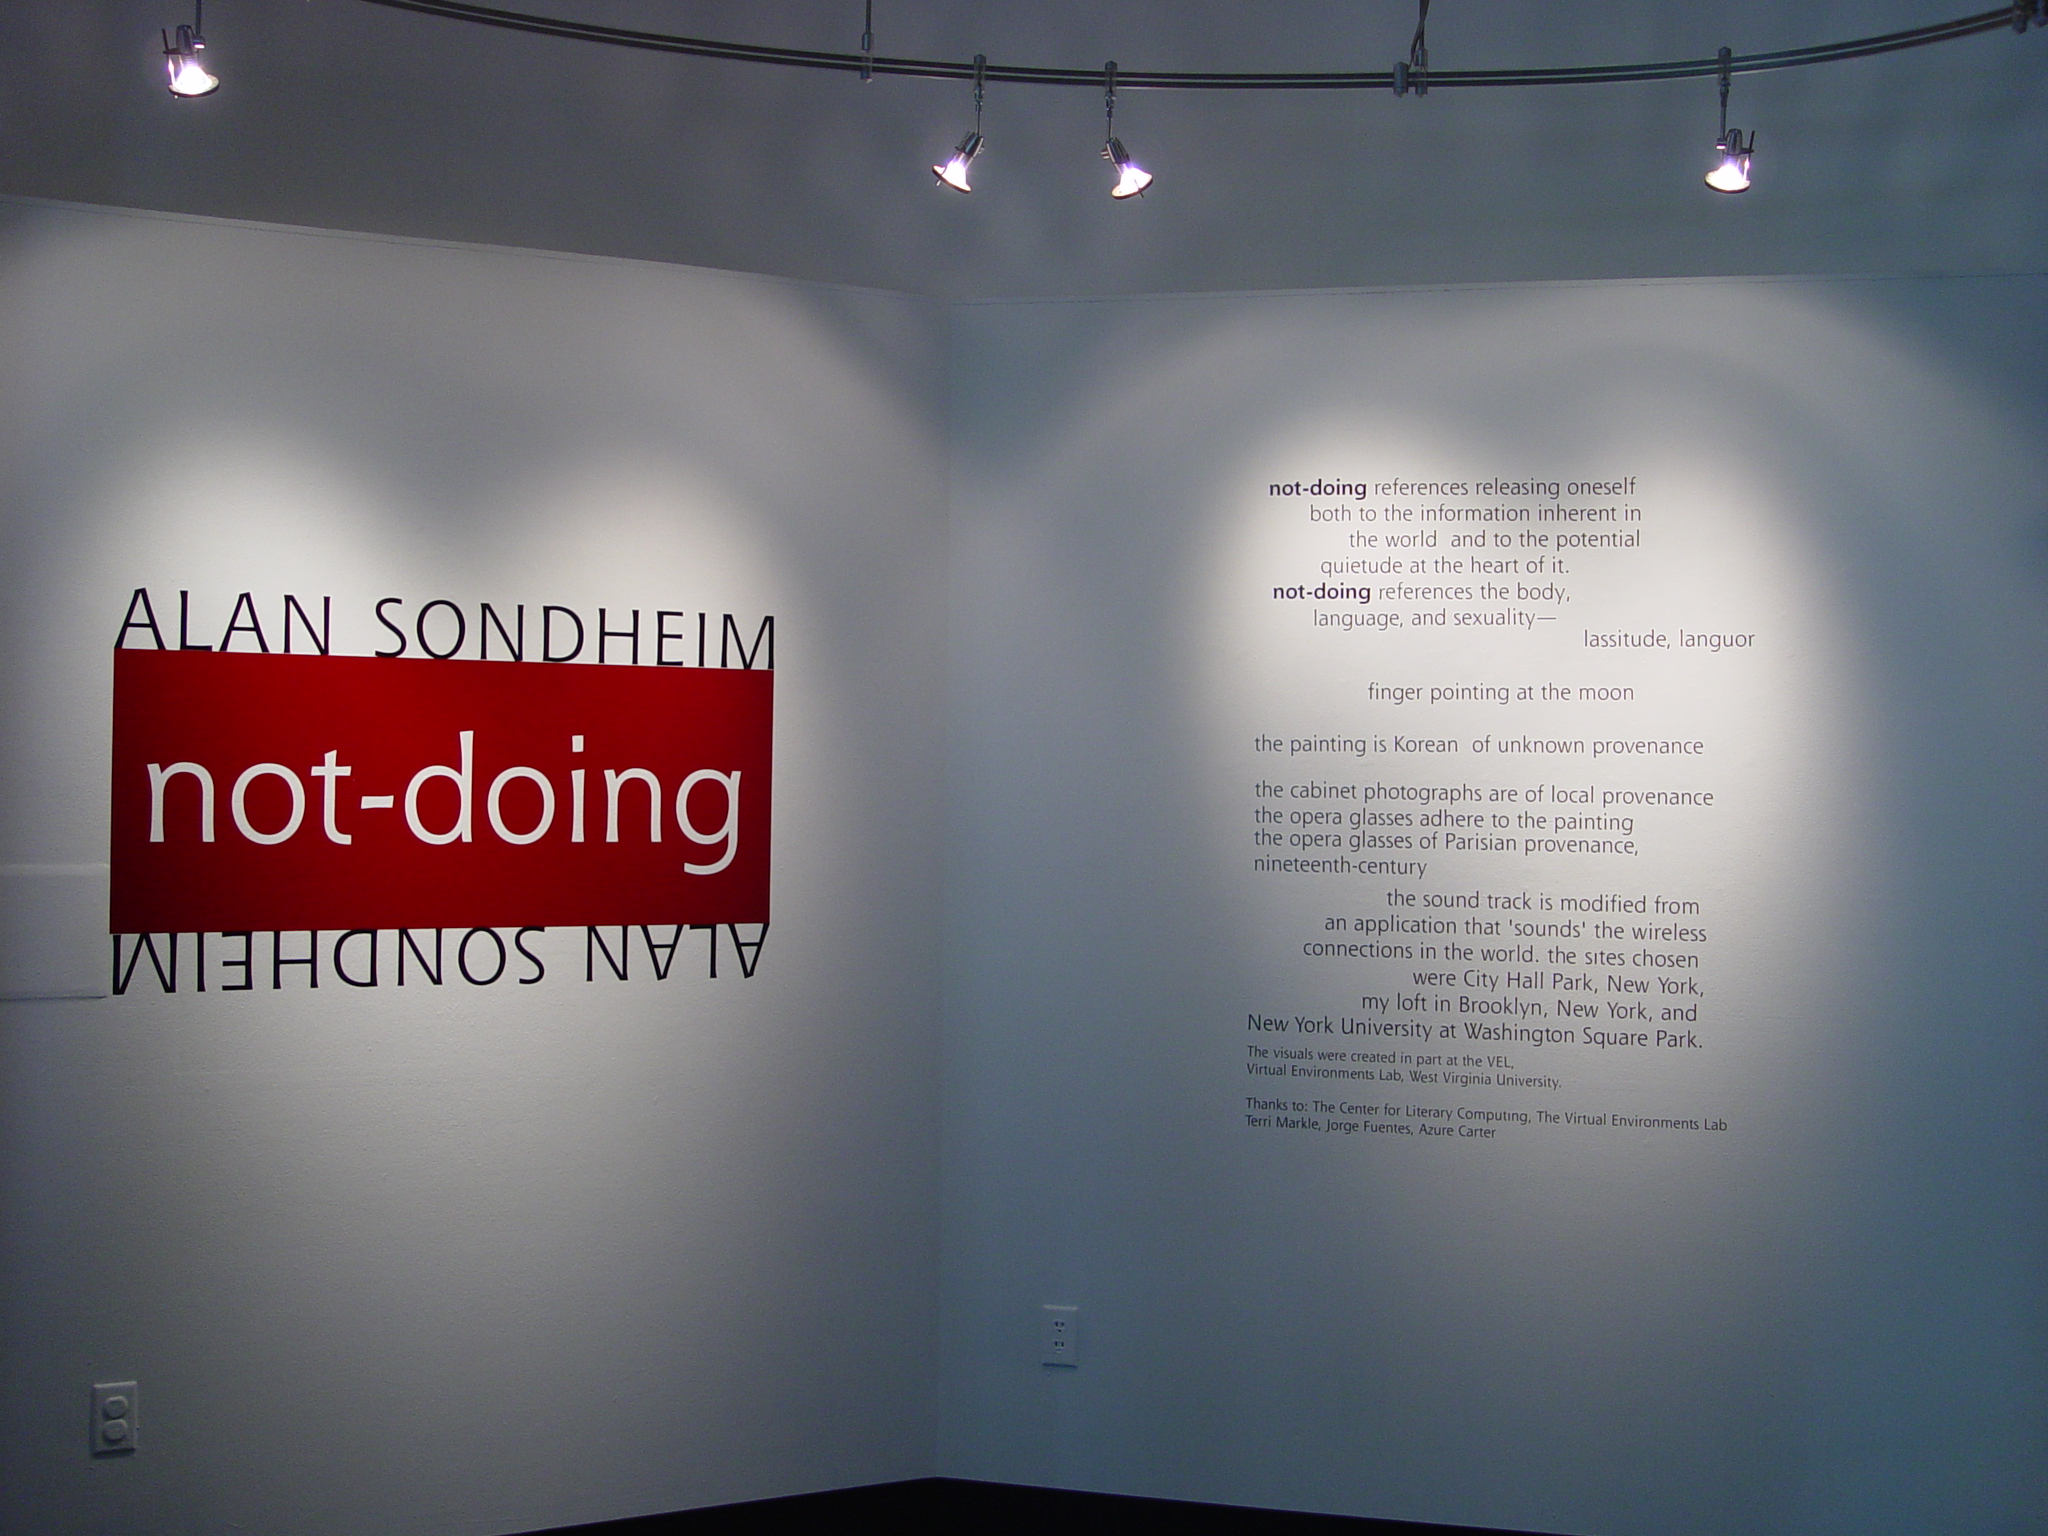 ALAN SONDHEIM
not-doing
ALAN SONDHEIM
not-doing references releasing oneself
both to the information inherent in
the world and to the potential
quietude at the heart of it.
not-doing references the body,
language, and sexuality—
lassitude, languor
finger pointing at the moon
the painting is Korean of unknown provenance
the cabinet photographs are of local provenance
the opera glasses adhere to the painting
the opera glasses of Parisian provenance,
nineteenth-century
the sound track is modified from
an application that 'sounds' the wireless
connections in the world. the sites chosen
were City Hall Park, New York,
my loft in Brooklyn, New York, and
New York University at Washington Square Park.
The visuals were created in part at the VEL,
Virtual Environments Lab, West Virginia University.
Thanks to: The Center for Literary Computing, The Virtual Environments Lab
Terri Markle, Jorge Fuentes, Azure Carter